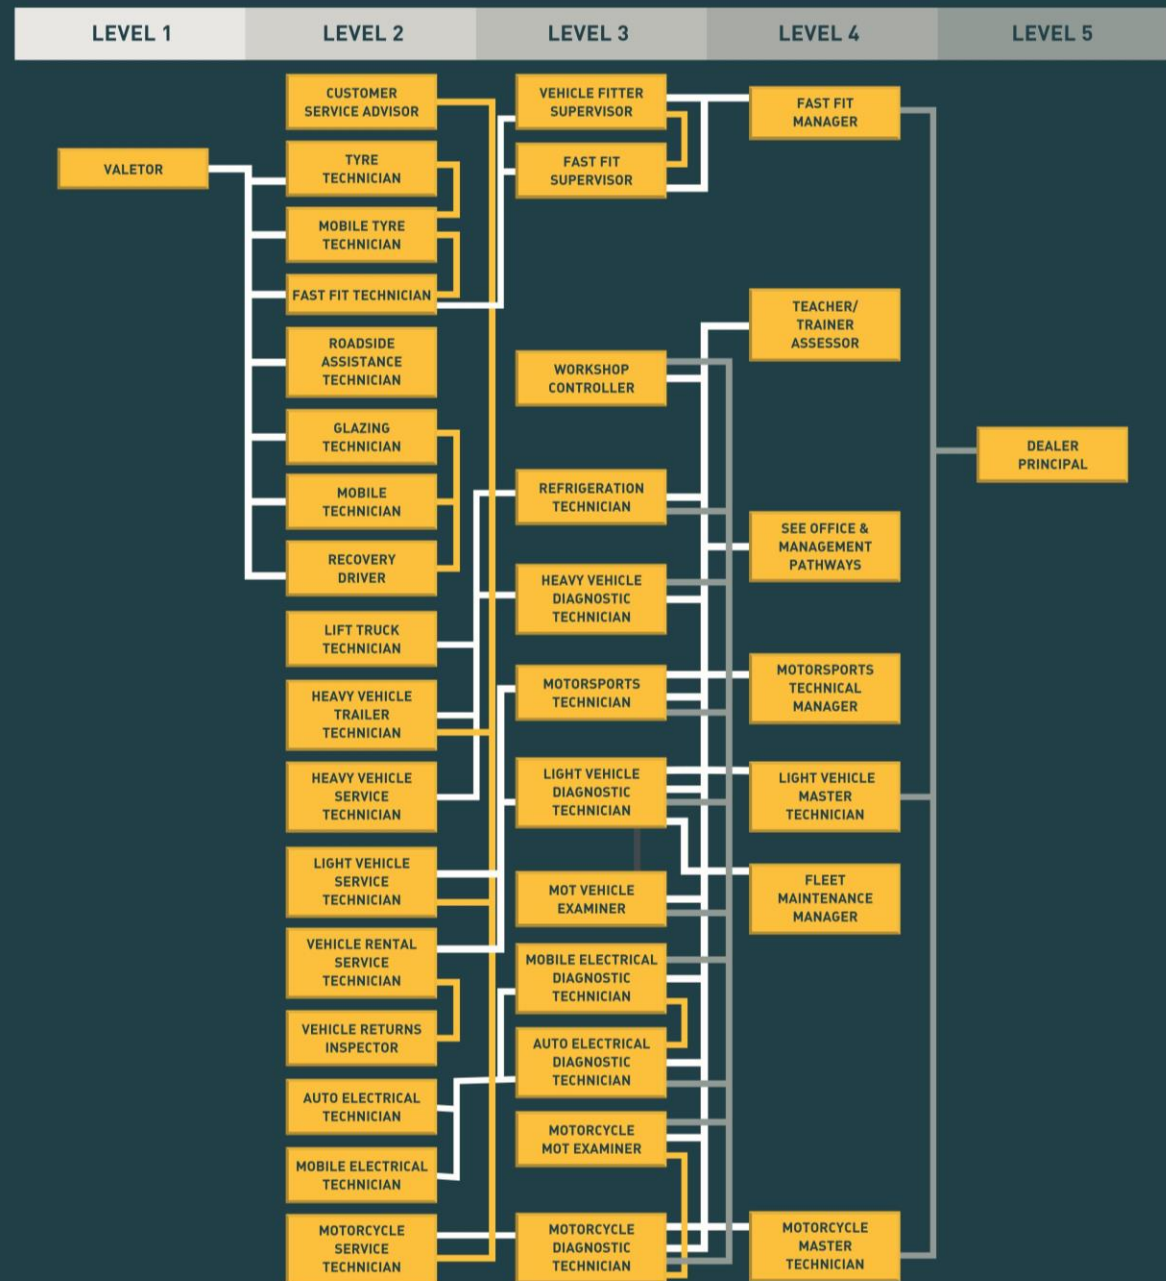 LEVEL 1
LEVEL 2
LEVEL 3
LEVEL 4
LEVEL 5
VALETOR
CUSTOMER
SERVICE ADVISOR
TYRE
TECHNICIAN
MOBILE TYRE
TECHNICIAN
FAST FIT TECHNICIAN
ROADSIDE
ASSISTANCE
TECHNICIAN
GLAZING
TECHNICIAN
MOBILE
TECHNICIAN
RECOVERY
DRIVER
LIFT TRUCK
TECHNICIAN
HEAVY VEHICLE
TRAILER
TECHNICIAN
HEAVY VEHICLE
SERVICE
TECHNICIAN
LIGHT VEHICLE
SERVICE
TECHNICIAN
VEHICLE RENTAL
SERVICE
TECHNICIAN
VEHICLE RETURNS
INSPECTOR
AUTO ELECTRICAL
TECHNICIAN
MOBILE ELECTRICAL
TECHNICIAN
MOTORCYCLE
SERVICE
TECHNICIAN
VEHICLE FITTER
SUPERVISOR
FAST FIT
SUPERVISOR
WORKSHOP
CONTROLLER
REFRIGERATION
TECHNICIAN
HEAVY VEHICLE
DIAGNOSTIC
TECHNICIAN
MOTORSPORTS
TECHNICIAN
LIGHT VEHICLE
DIAGNOSTIC
TECHNICIAN
MOT VEHICLE
EXAMINER
MOBILE ELECTRICAL
DIAGNOSTIC
TECHNICIAN
AUTO ELECTRICAL
DIAGNOSTIC
TECHNICIAN
MOTORCYCLE
MOT EXAMINER
MOTORCYCLE
DIAGNOSTIC
TECHNICIAN
FAST FIT
MANAGER
TEACHER/
TRAINER
ASSESSOR
SEE OFFICE &
MANAGEMENT
PATHWAYS
MOTORSPORTS
TECHNICAL
MANAGER
LIGHT VEHICLE
MASTER
TECHNICIAN
FLEET
MAINTENANCE
MANAGER
MOTORCYCLE
MASTER
TECHNICIAN
DEALER
PRINCIPAL